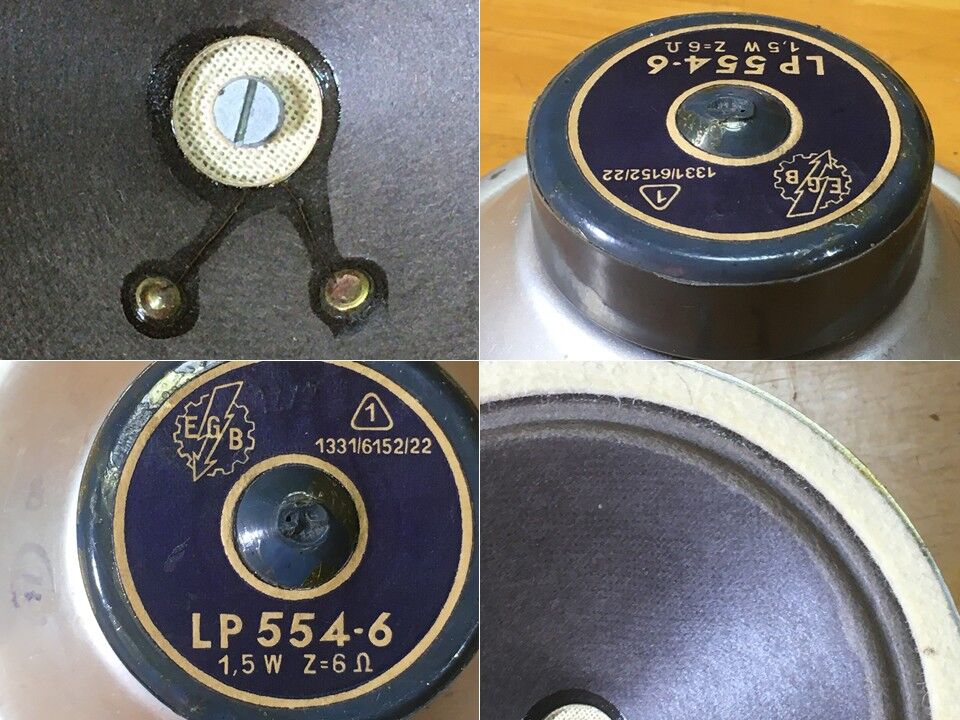 LP 554-6
1,5 W Z=6 Ω
EGB
1
1331/6152/22
EGB
1
1331/6152/22
LP 554-6
1,5 W Z=6 Ω